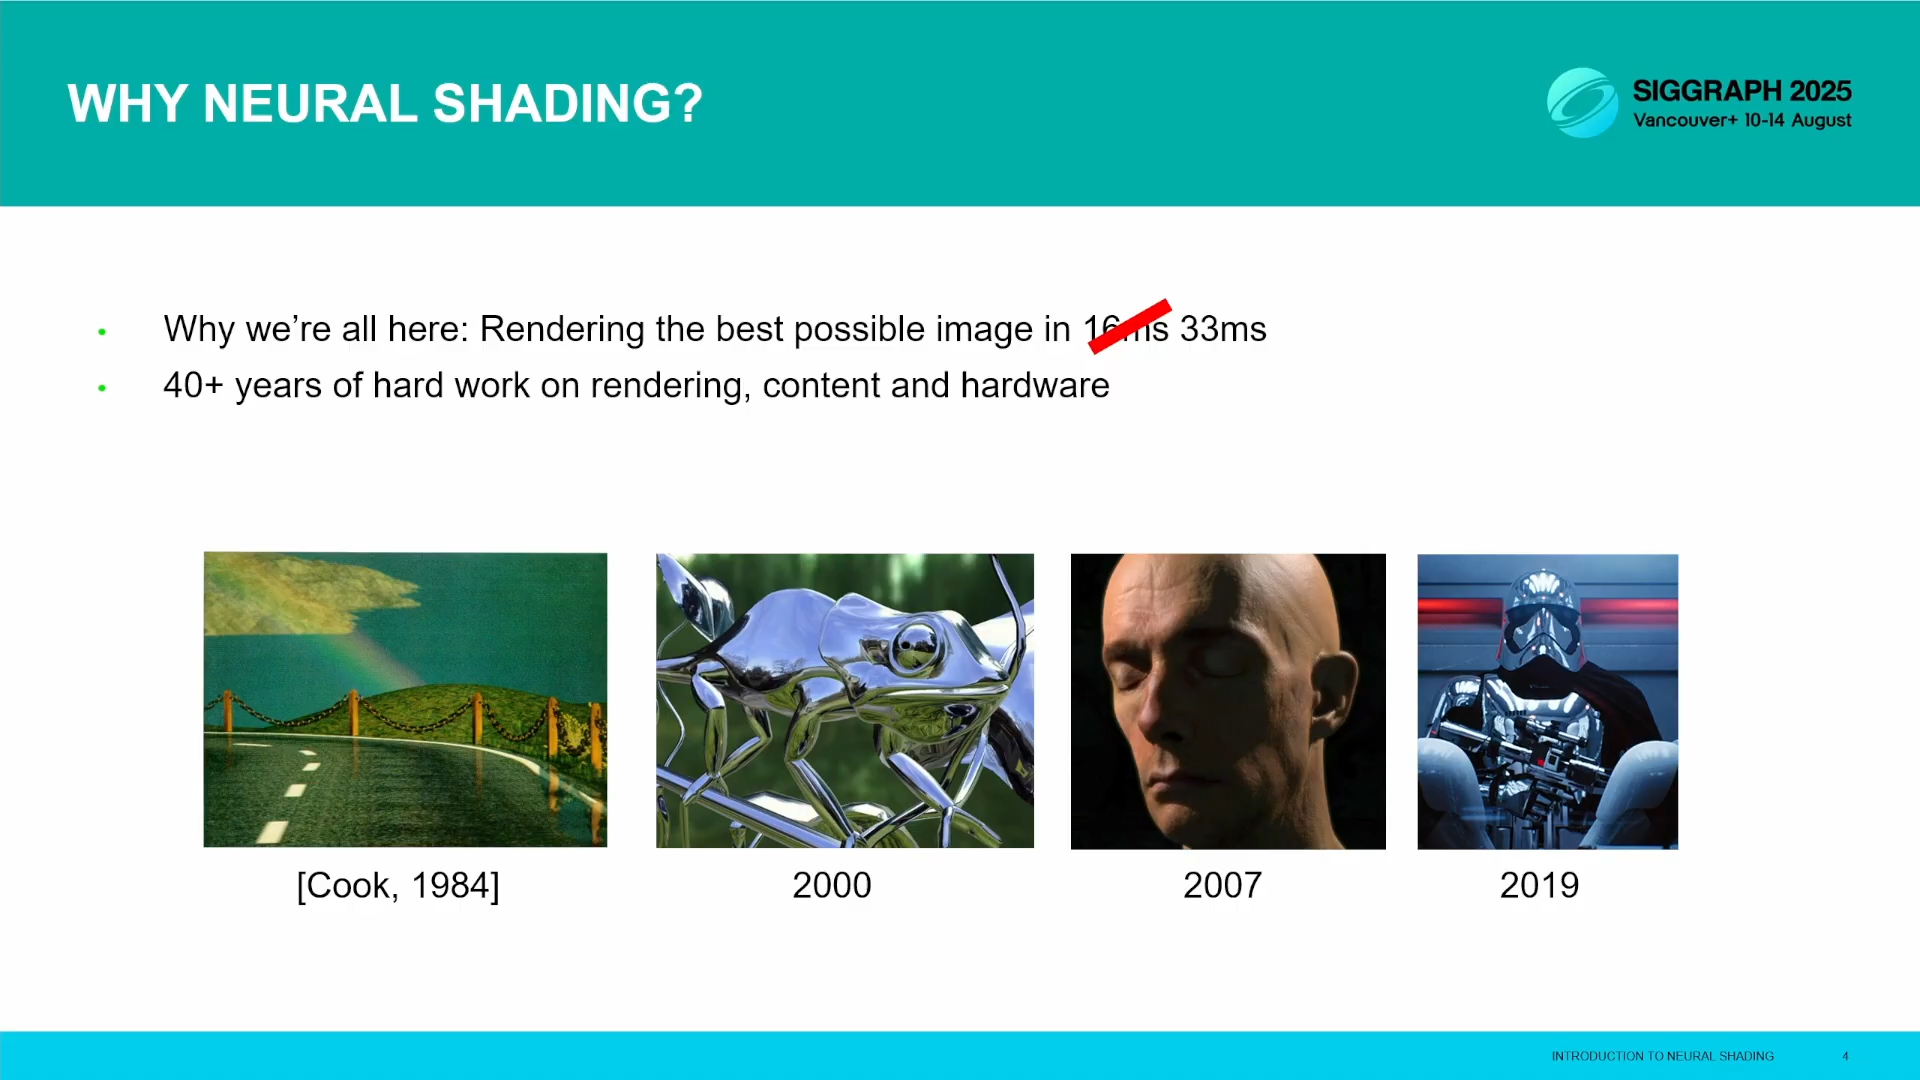 WHY NEURAL SHADING?
SIGGRAPH 2025
Vancouver+ 10-14 August
• Why we’re all here: Rendering the best possible image in 16ms 33ms
• 40+ years of hard work on rendering, content and hardware
[Cook, 1984]
2000
2007
2019
INTRODUCTION TO NEURAL SHADING
4